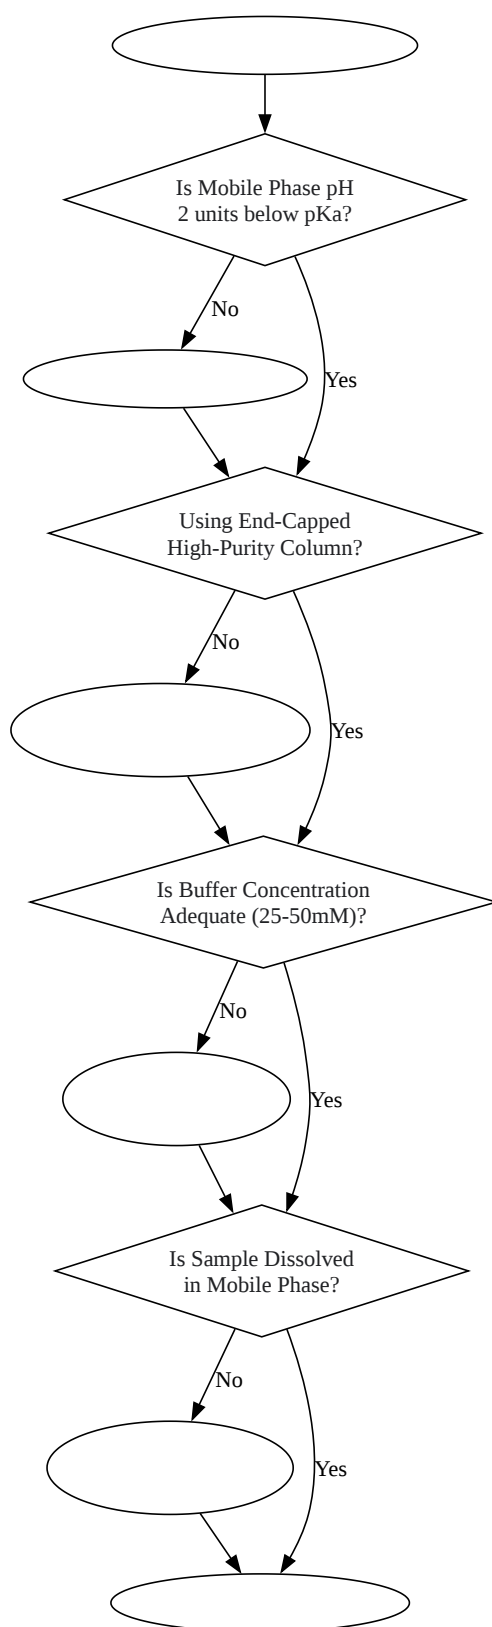 Is Mobile Phase pH
2 units below pKa?
No
Yes
Using End-Capped
High-Purity Column?
No
Yes
Is Buffer Concentration
Adequate (25-50mM)?
No
Yes
Is Sample Dissolved
in Mobile Phase?
No
Yes